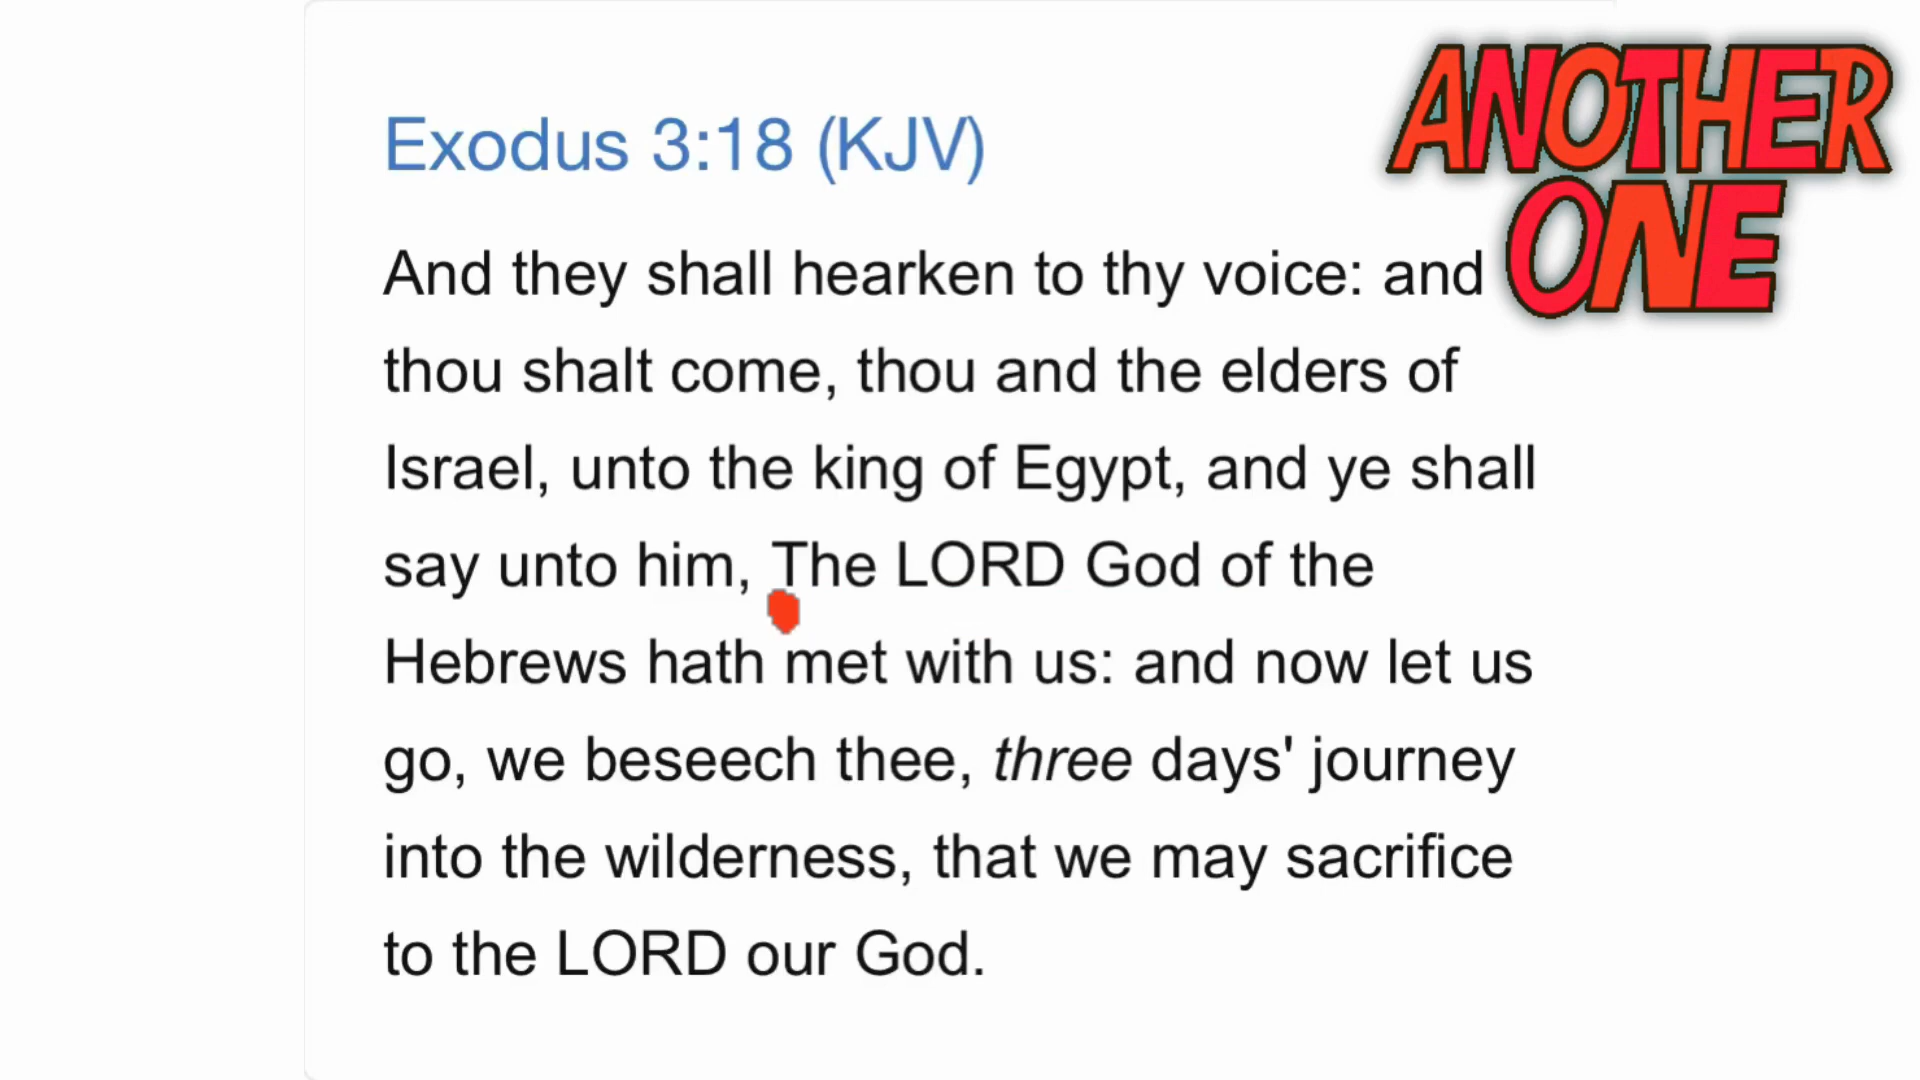 Exodus 3:18 (KJV)
ANOTHER
ONE
And they shall hearken to thy voice: and
thou shalt come, thou and the elders of
Israel, unto the king of Egypt, and ye shall
say unto him, The LORD God of the
Hebrews hath met with us: and now let us
go, we beseech thee, three days' journey
into the wilderness, that we may sacrifice
to the LORD our God.